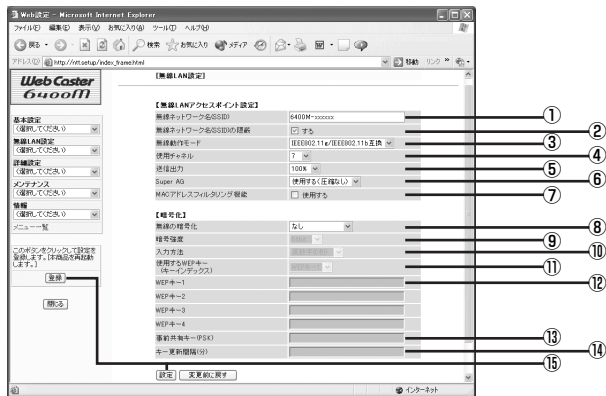 Web設定 - Microsoft Internet Explorer
ファイル(F) 編集(E) 表示(V) お気に入り(A) ツール(T) ヘルプ(H)
戻る 検索 お気に入り メディア
アドレス(D) http://ntt.setup/index_frame.html 移動 リンク
Web Caster
6400M
基本設定
(選択してください)
無線LAN設定
(選択してください)
詳細設定
(選択してください)
メンテナンス
(選択してください)
情報
(選択してください)
メニュー一覧
このボタンをクリックして設定を
登録します。[本商品を再起動
します。]
登録
閉じる
[無線LAN設定]
【無線LANアクセスポイント設定】
無線ネットワーク名(SSID) 6400M-xxxxxx ①
無線ネットワーク名(SSID)の隠蔽 する ②
無線動作モード IEEE802.11g/IEEE802.11b互換 ③
使用チャネル 7 ④
送信出力 100% ⑤
Super AG 使用する(圧縮なし) ⑥
MACアドレスフィルタリング機能 使用する ⑦
【暗号化】
無線の暗号化 なし ⑧
暗号強度 ⑨
入力方法 ⑩
使用するWEPキー
(キーインデックス) WEPキー1 ⑪
WEPキー1 ⑫
WEPキー2
WEPキー3
WEPキー4
事前共有キー(PSK) ⑬
キー更新間隔(分) ⑭
⑮
設定 変更前に戻す
インターネット